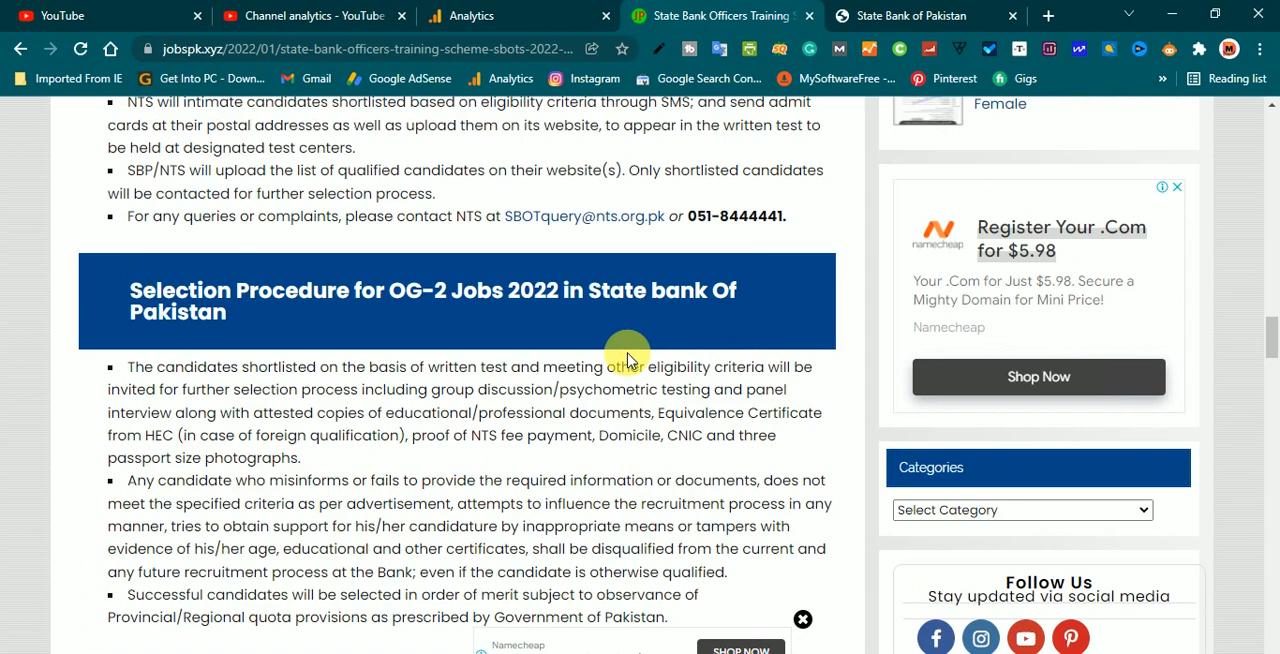 YouTube
Channel analytics - YouTube
Analytics
State Bank Officers Training S
State Bank of Pakistan
jobspk.xyz/2022/01/state-bank-officers-training-scheme-sbots-2022-...
Imported From IE
Get Into PC - Down...
Gmail
Google AdSense
Analytics
Instagram
Google Search Con...
MySoftwareFree -...
Pinterest
Gigs
»
Reading list
▪ NTS will intimate candidates shortlisted based on eligibility criteria through SMS; and send admit
cards at their postal addresses as well as upload them on its website, to appear in the written test to
be held at designated test centers.
▪ SBP/NTS will upload the list of qualified candidates on their website(s). Only shortlisted candidates
will be contacted for further selection process.
▪ For any queries or complaints, please contact NTS at SBOTquery@nts.org.pk or 051-8444441.
Selection Procedure for OG-2 Jobs 2022 in State bank Of
Pakistan
▪ The candidates shortlisted on the basis of written test and meeting other eligibility criteria will be
invited for further selection process including group discussion/psychometric testing and panel
interview along with attested copies of educational/professional documents, Equivalence Certificate
from HEC (in case of foreign qualification), proof of NTS fee payment, Domicile, CNIC and three
passport size photographs.
▪ Any candidate who misinforms or fails to provide the required information or documents, does not
meet the specified criteria as per advertisement, attempts to influence the recruitment process in any
manner, tries to obtain support for his/her candidature by inappropriate means or tampers with
evidence of his/her age, educational and other certificates, shall be disqualified from the current and
any future recruitment process at the Bank; even if the candidate is otherwise qualified.
▪ Successful candidates will be selected in order of merit subject to observance of
Provincial/Regional quota provisions as prescribed by Government of Pakistan.
Namecheap
SHOP NOW
Female
namecheap
Register Your .Com
for $5.98
Your .Com for Just $5.98. Secure a
Mighty Domain for Mini Price!
Namecheap
Shop Now
Categories
Select Category
Follow Us
Stay updated via social media